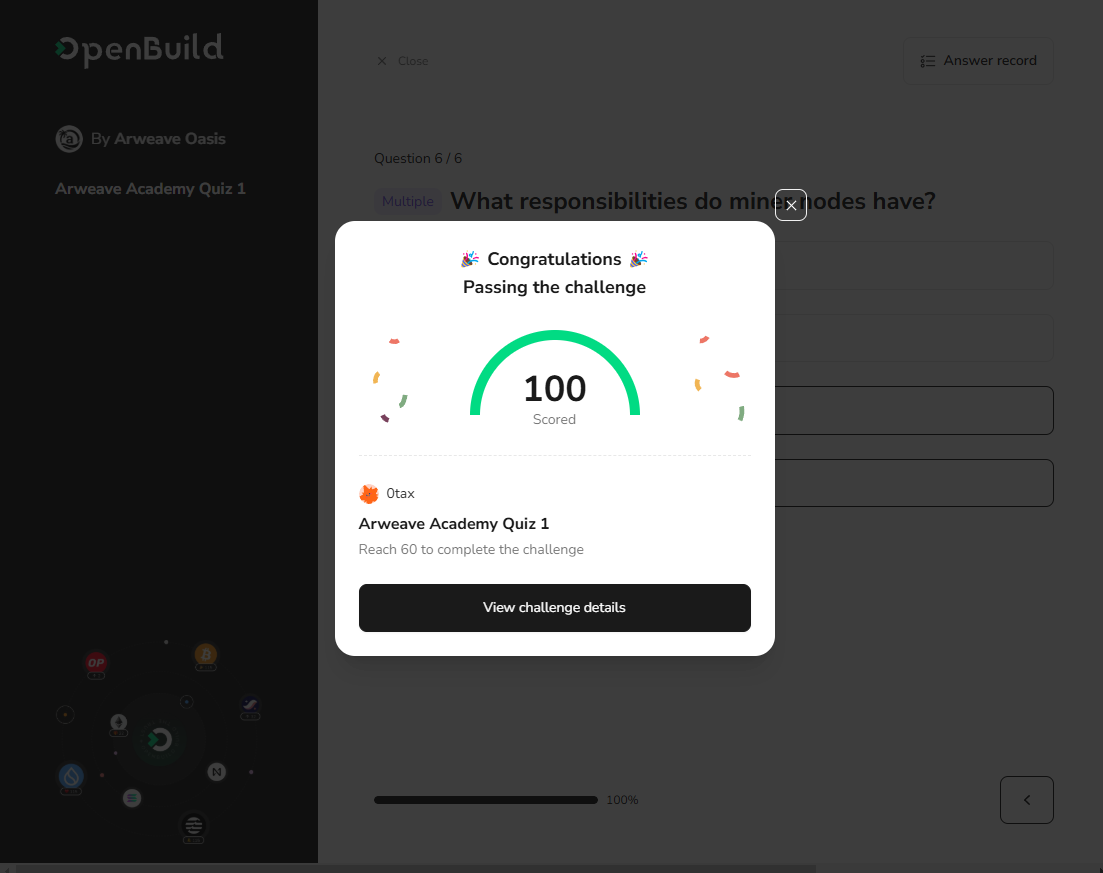 OpenBuild
By Arweave Oasis
Arweave Academy Quiz 1
Close
Answer record
Question 6 / 6
Multiple What responsibilities do miner nodes have?
Congratulations
Passing the challenge
100
Scored
0tax
Arweave Academy Quiz 1
Reach 60 to complete the challenge
View challenge details
OP
100%